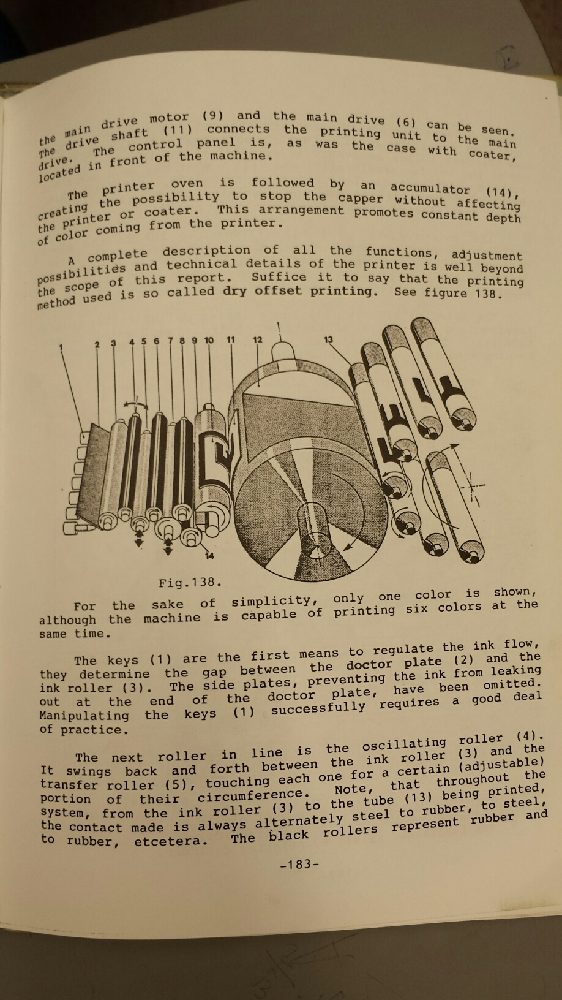 the main drive motor (9) and the main drive (6) can be seen.
The drive shaft (11) connects the printing unit to the main
drive. The control panel is, as was the case with coater,
located in front of the machine.
The printer oven is followed by an accumulator (14),
creating the possibility to stop the capper without affecting
the printer or coater. This arrangement promotes constant depth
of color coming from the printer.
A complete description of all the functions, adjustment
possibilities and technical details of the printer is well beyond
the scope of this report. Suffice it to say that the printing
method used is so called dry offset printing. See figure 138.
1 2 3 4 5 6 7 8 9 10 11 12 13
14
Fig.138.
For the sake of simplicity, only one color is shown,
although the machine is capable of printing six colors at the
same time.
The keys (1) are the first means to regulate the ink flow,
they determine the gap between the doctor plate (2) and the
ink roller (3). The side plates, preventing the ink from leaking
out at the end of the doctor plate, have been omitted.
Manipulating the keys (1) successfully requires a good deal
of practice.
The next roller in line is the oscillating roller (4).
It swings back and forth between the ink roller (3) and the
transfer roller (5), touching each one for a certain (adjustable)
portion of their circumference. Note, that throughout the
system, from the ink roller (3) to the tube (13) being printed,
the contact made is always alternately steel to rubber, to steel,
to rubber, etcetera. The black rollers represent rubber and
-183-